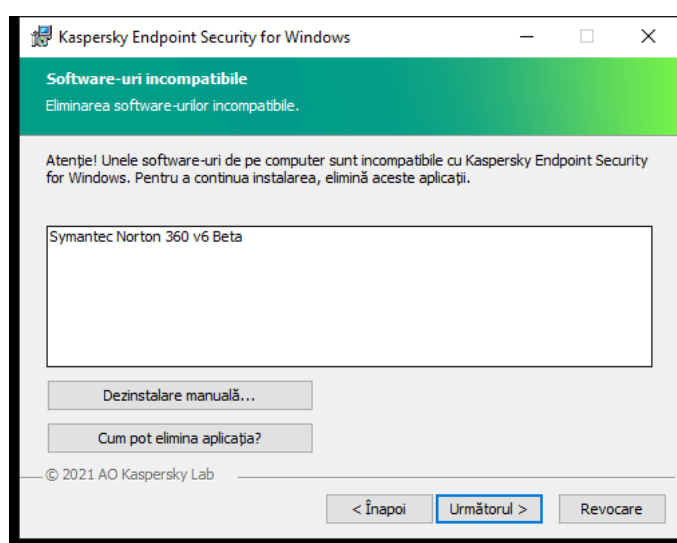 Kaspersky Endpoint Security for Windows
Software-uri incompatibile
Eliminarea software-urilor incompatibile.
Atenție! Unele software-uri de pe computer sunt incompatibile cu Kaspersky Endpoint Security
for Windows. Pentru a continua instalarea, elimină aceste aplicații.
Symantec Norton 360 v6 Beta
Dezinstalare manuală...
Cum pot elimina aplicația?
© 2021 AO Kaspersky Lab
< Înapoi Următorul > Revocare